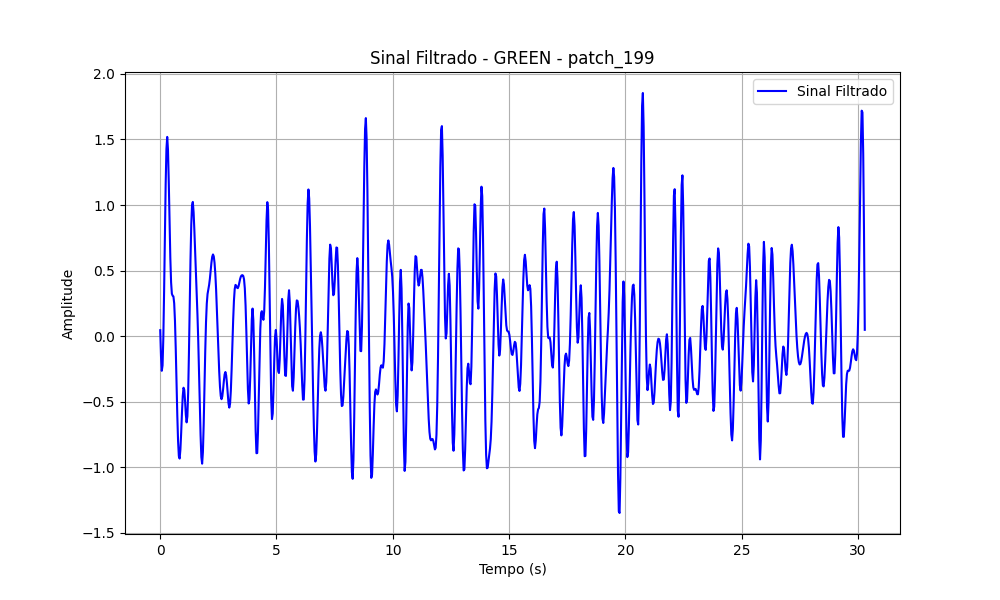 Sinal Filtrado - GREEN - patch_199
Sinal Filtrado
2.0
1.5
1.0
0.5
0.0
−0.5
−1.0
−1.5
Amplitude
0 5 10 15 20 25 30
Tempo (s)